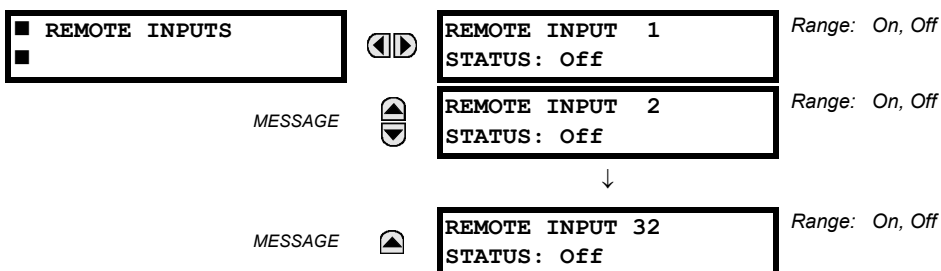 ■ REMOTE INPUTS
■
REMOTE INPUT 1
STATUS: Off
Range: On, Off
MESSAGE
REMOTE INPUT 2
STATUS: Off
Range: On, Off
↓
MESSAGE
REMOTE INPUT 32
STATUS: Off
Range: On, Off